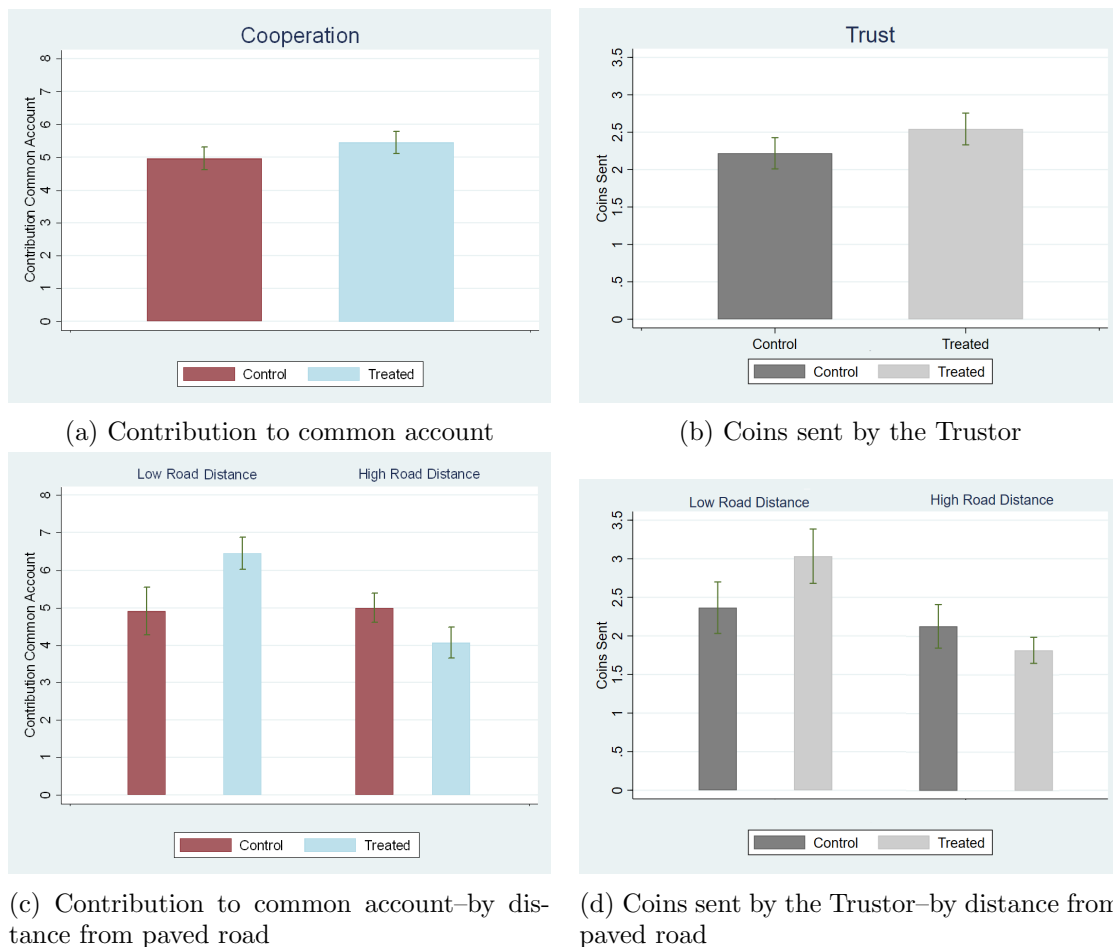 Cooperation
Contribution Common Account
8
7
6
5
4
3
2
1
0
Control Treated
(a) Contribution to common account
Trust
Coins Sent
3.5
3
2.5
2
1.5
1
.5
0
Control Treated
Control Treated
(b) Coins sent by the Trustor
Low Road Distance High Road Distance
Contribution Common Account
8
7
6
5
4
3
2
1
0
Control Treated
(c) Contribution to common account–by dis-
tance from paved road
Low Road Distance High Road Distance
Coins Sent
3.5
3
2.5
2
1.5
1
.5
0
Control Treated
(d) Coins sent by the Trustor–by distance from
paved road